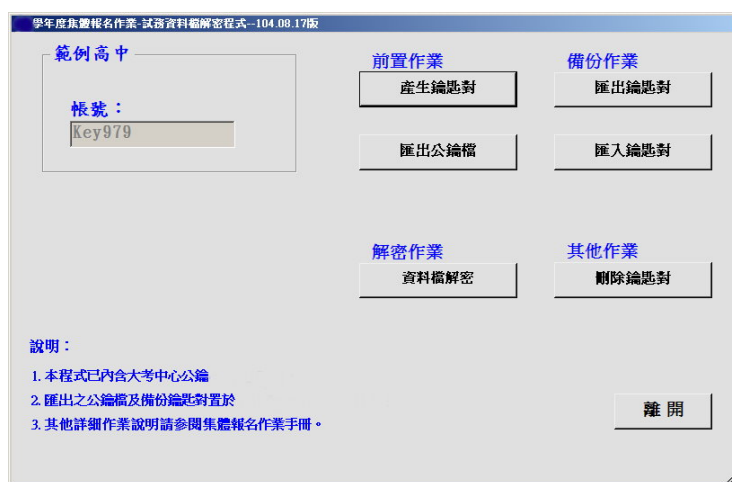 學年度集體報名作業-試務資料檔解密程式--104.08.17版
範例高中
帳號：
Key979
前置作業
產生鑰匙對
匯出公鑰檔
備份作業
匯出鑰匙對
匯入鑰匙對
解密作業
資料檔解密
其他作業
刪除鑰匙對
說明：
1. 本程式已內含大考中心公鑰
2. 匯出之公鑰檔及備份鑰匙對置於
3. 其他詳細作業說明請參閱集體報名作業手冊。
離開